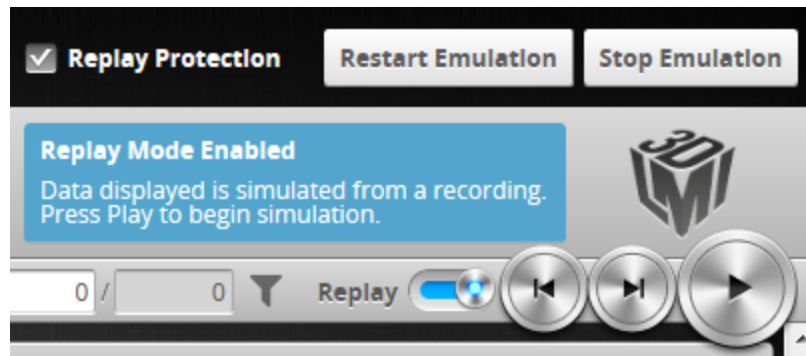 Replay Protection
Restart Emulation
Stop Emulation
Replay Mode Enabled
Data displayed is simulated from a recording.
Press Play to begin simulation.
3D
LMI
0 / 0
Replay